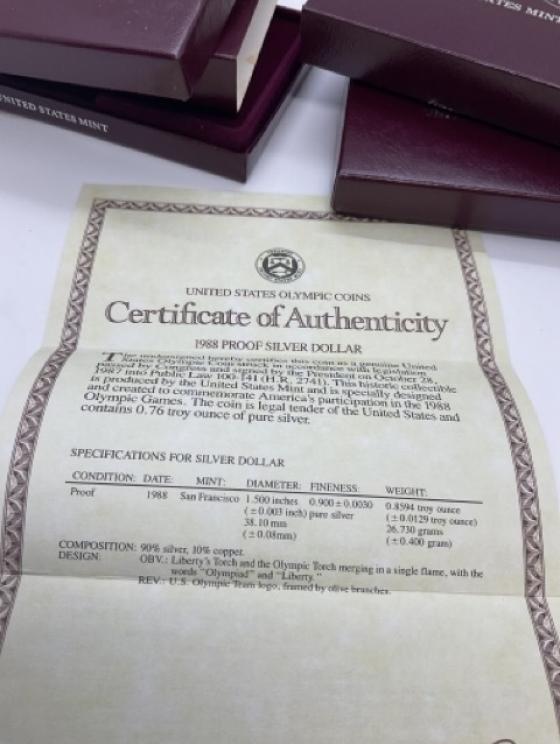 ATES MINT
UNITED STATES MINT
UNITED STATES OLYMPIC COINS
Certificate of Authenticity
1988 PROOF SILVER DOLLAR
The undersigned hereby certifies this coin as a genuine United
States Olympic Coin struck in accordance with legislation
passed by Congress and signed by the President on October 28,
1987 into Public Law 100-141 (H.R. 2741). This historic collectible
is produced by the United States Mint and is specially designed
and created to commemorate America's participation in the 1988
Olympic Games. The coin is legal tender of the United States and
contains 0.76 troy ounce of pure silver.
SPECIFICATIONS FOR SILVER DOLLAR
CONDITION: DATE: MINT: DIAMETER: FINENESS: WEIGHT:
Proof 1988 San Francisco 1.500 inches 0.900 ± 0.0030 0.8594 troy ounce
(±0.003 inch) pure silver (±0.0129 troy ounce)
38.10 mm 26.730 grams
(±0.08mm) (±0.400 gram)
COMPOSITION: 90% silver, 10% copper.
DESIGN: OBV.: Liberty's Torch and the Olympic Torch merging in a single flame, with the
words "Olympiad" and "Liberty."
REV.: U.S. Olympic Team logo, framed by olive branches.